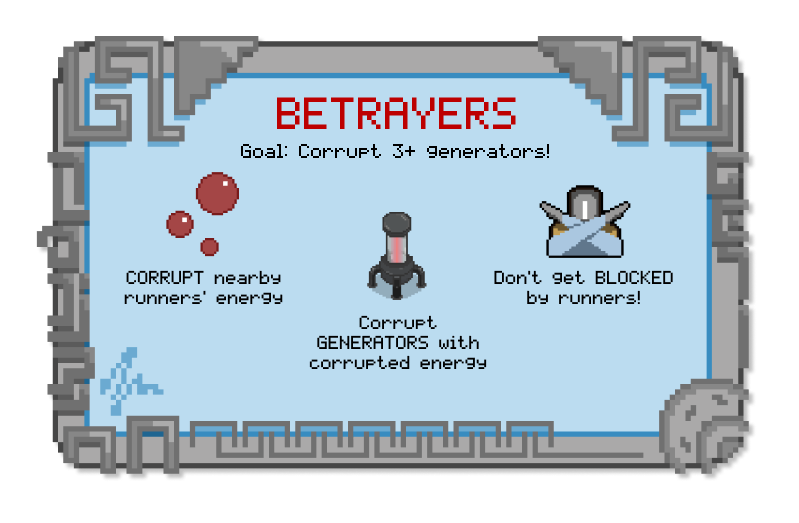 BETRAYERS
Goal: Corrupt 3+ generators!
CORRUPT nearby
runners' energy
Corrupt
GENERATORS with
corrupted energy
Don't get BLOCKED
by runners!